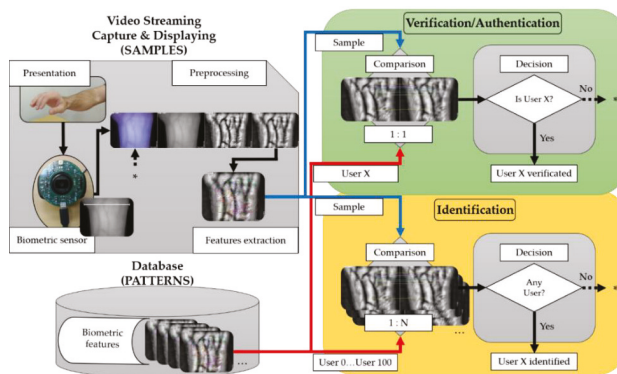 Video Streaming
Capture & Displaying
(SAMPLES)
Presentation
Preprocessing
Biometric sensor
Features extraction
*
Database
(PATTERNS)
Biometric
features
...
Verification/Authentication
Sample
Comparison
1 : 1
User X
Decision
Is User X?
No
*
Yes
User X verificated
Identification
Sample
Comparison
1 : N
...
User 0…User 100
Decision
Any
User?
No
*
Yes
User X identified